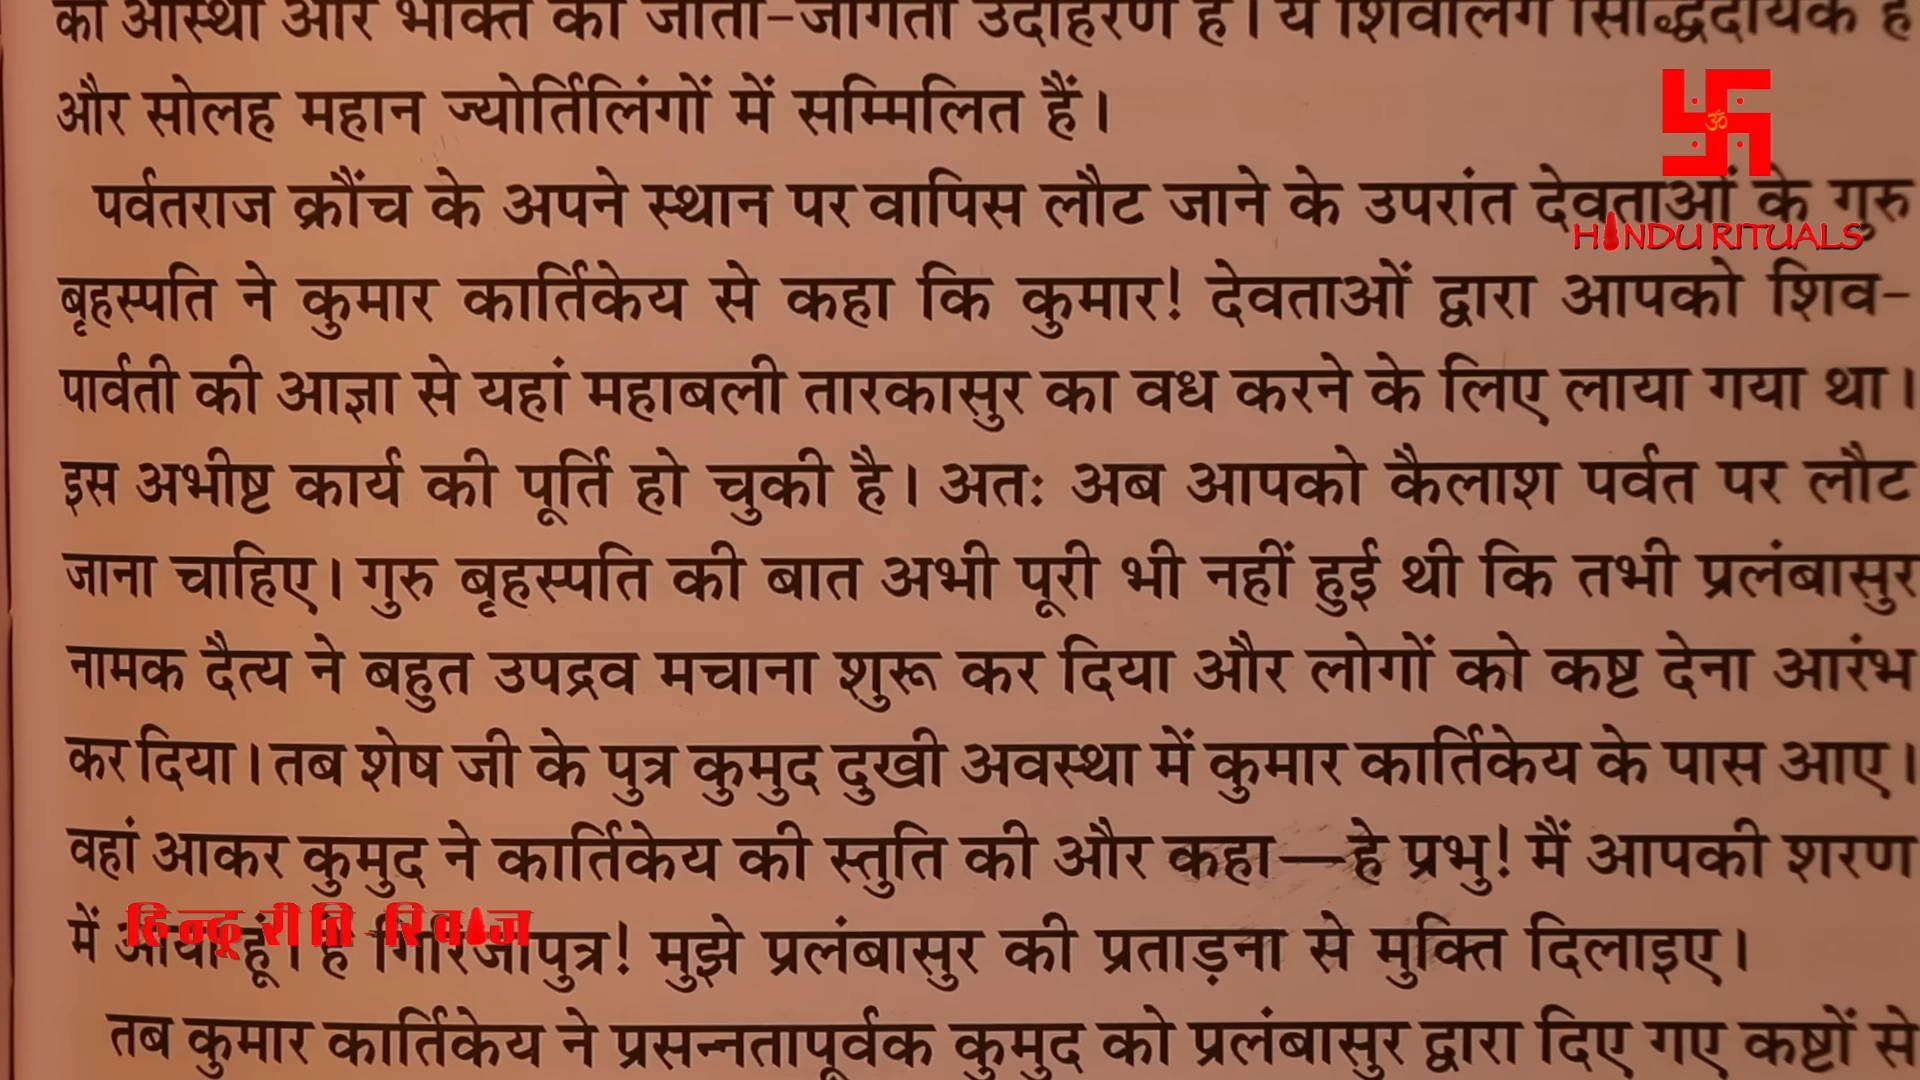 की आस्था और भक्ति का जीता-जागता उदाहरण हैं। ये शिवलिंग सिद्धिदायक हैं
और सोलह महान ज्योर्तिलिंगों में सम्मिलित हैं।
पर्वतराज क्रौंच के अपने स्थान पर वापिस लौट जाने के उपरांत देवताओं के गुरु
HINDU RITUALS
बृहस्पति ने कुमार कार्तिकेय से कहा कि कुमार! देवताओं द्वारा आपको शिव-
पार्वती की आज्ञा से यहां महाबली तारकासुर का वध करने के लिए लाया गया था।
इस अभीष्ट कार्य की पूर्ति हो चुकी है। अतः अब आपको कैलाश पर्वत पर लौट
जाना चाहिए। गुरु बृहस्पति की बात अभी पूरी भी नहीं हुई थी कि तभी प्रलंबासुर
नामक दैत्य ने बहुत उपद्रव मचाना शुरू कर दिया और लोगों को कष्ट देना आरंभ
कर दिया। तब शेष जी के पुत्र कुमुद दुखी अवस्था में कुमार कार्तिकेय के पास आए।
वहां आकर कुमुद ने कार्तिकेय की स्तुति की और कहा—हे प्रभु! मैं आपकी शरण
में आया हूं। हे गिरिजापुत्र! मुझे प्रलंबासुर की प्रताड़ना से मुक्ति दिलाइए।
हिन्दू रीति-रिवाज
तब कुमार कार्तिकेय ने प्रसन्नतापूर्वक कुमुद को प्रलंबासुर द्वारा दिए गए कष्टों से